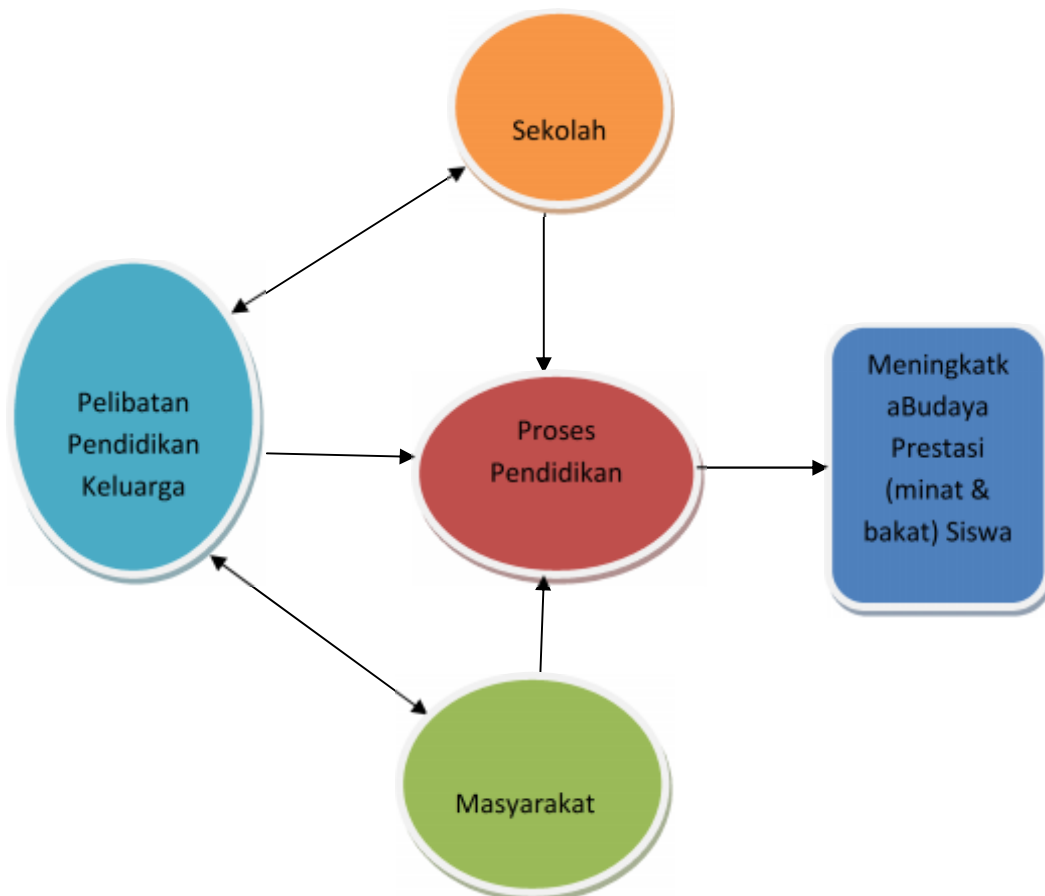 Sekolah
Pelibatan
Pendidikan
Keluarga
Proses
Pendidikan
Meningkatk
aBudaya
Prestasi
(minat &
bakat) Siswa
Masyarakat